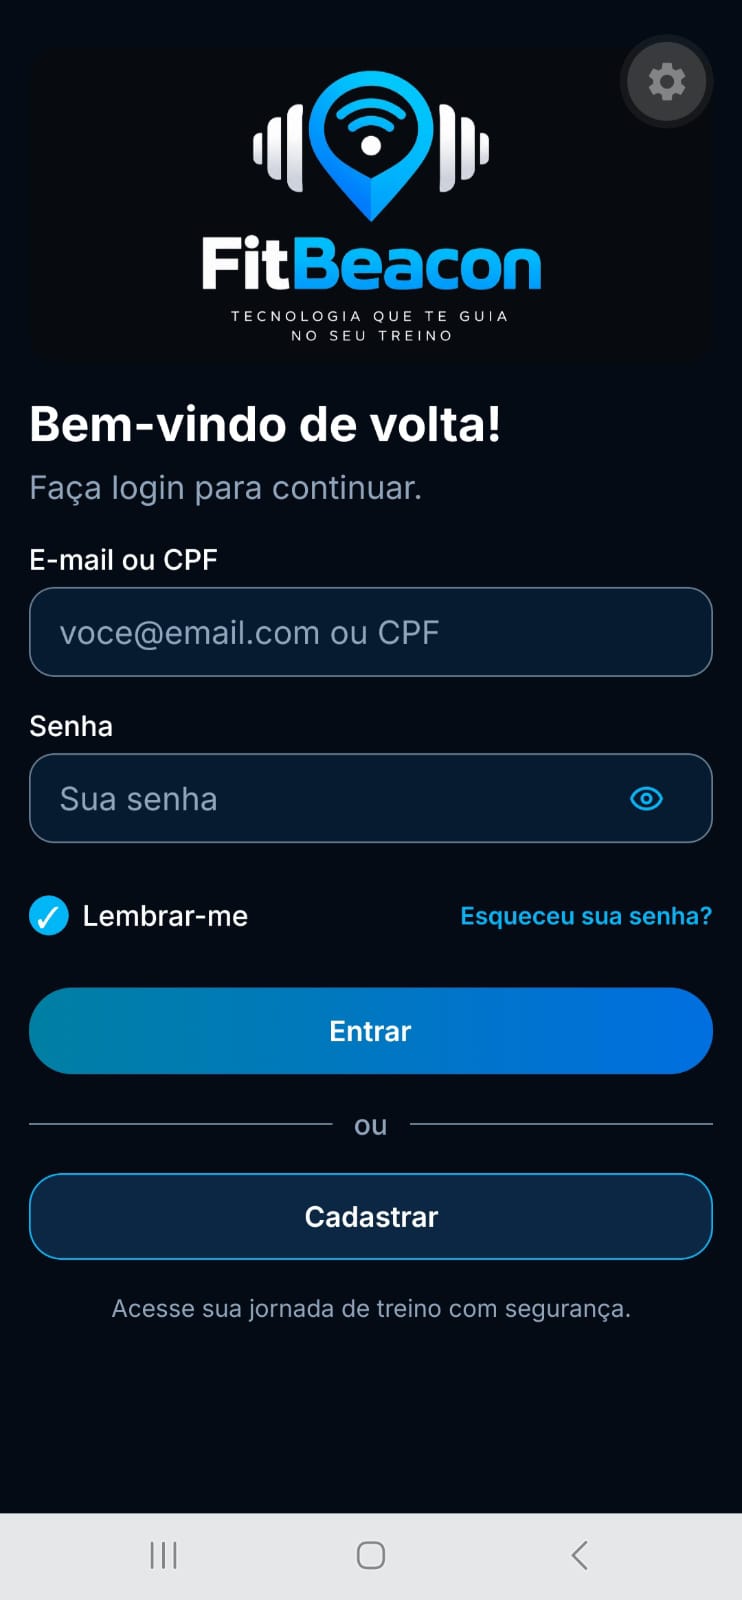 FitBeacon
TECNOLOGIA QUE TE GUIA
NO SEU TREINO
Bem-vindo de volta!
Faça login para continuar.
E-mail ou CPF
voce@email.com ou CPF
Senha
Sua senha
Lembrar-me
Esqueceu sua senha?
Entrar
ou
Cadastrar
Acesse sua jornada de treino com segurança.